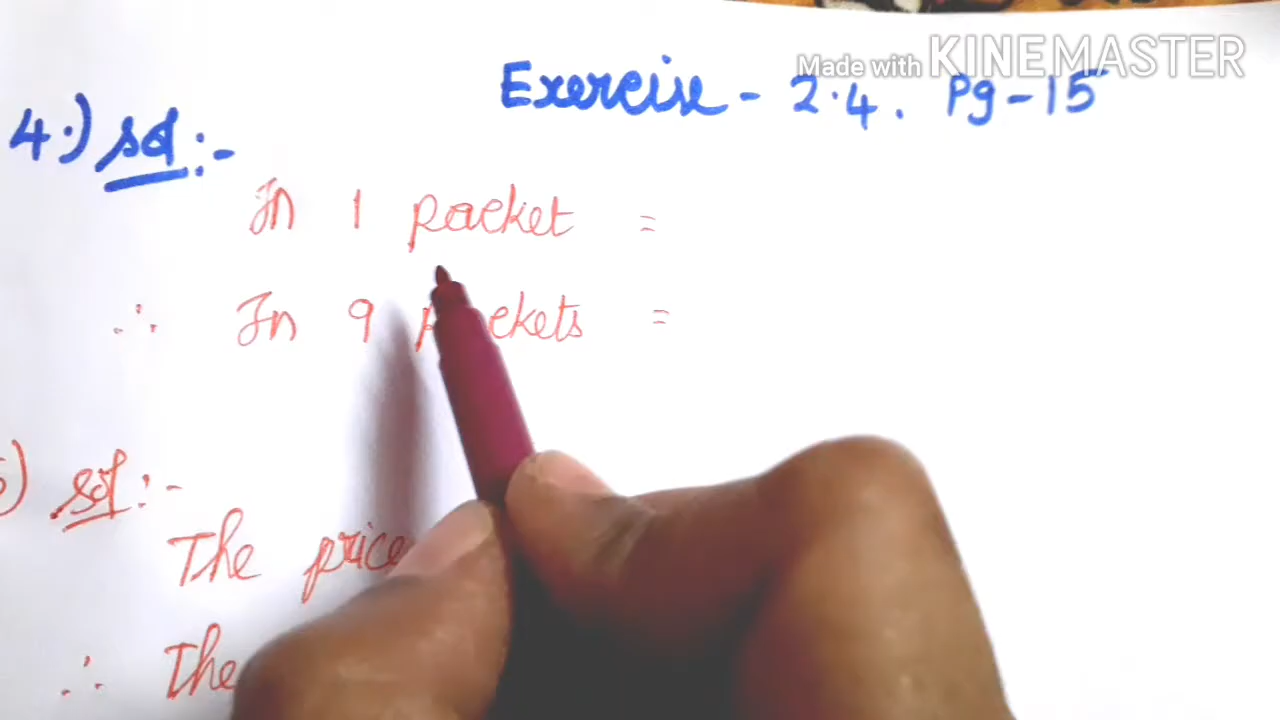 Made with KINEMASTER
Exercise - 2.4. Pg - 15
4.) sol :-
In 1 packet =
∴ In 9 packets =
sol :-
The price
∴ The